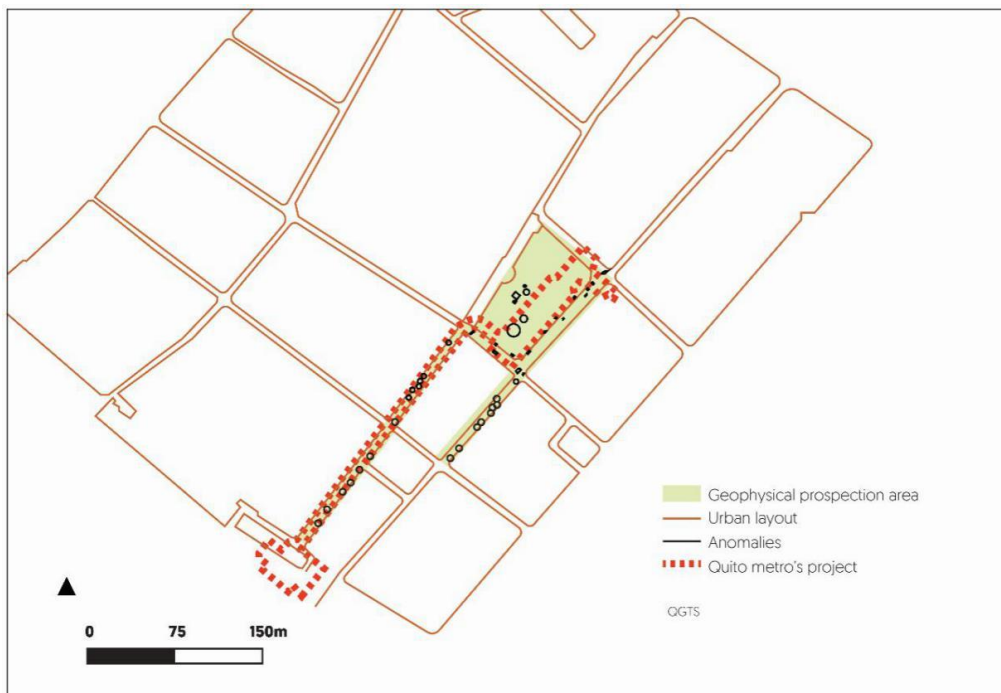 Geophysical prospection area
Urban layout
Anomalies
Quito metro's project
QGTS
0 75 150m